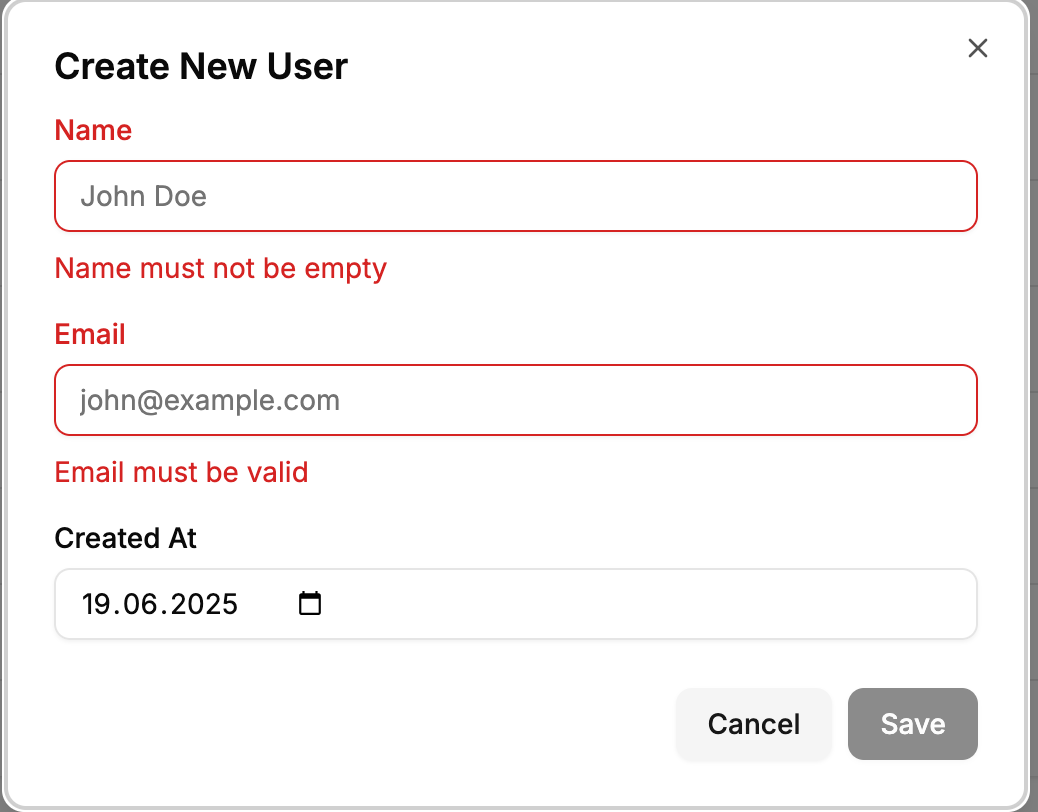 Create New User
Name
John Doe
Name must not be empty
Email
john@example.com
Email must be valid
Created At
19.06.2025
Cancel
Save